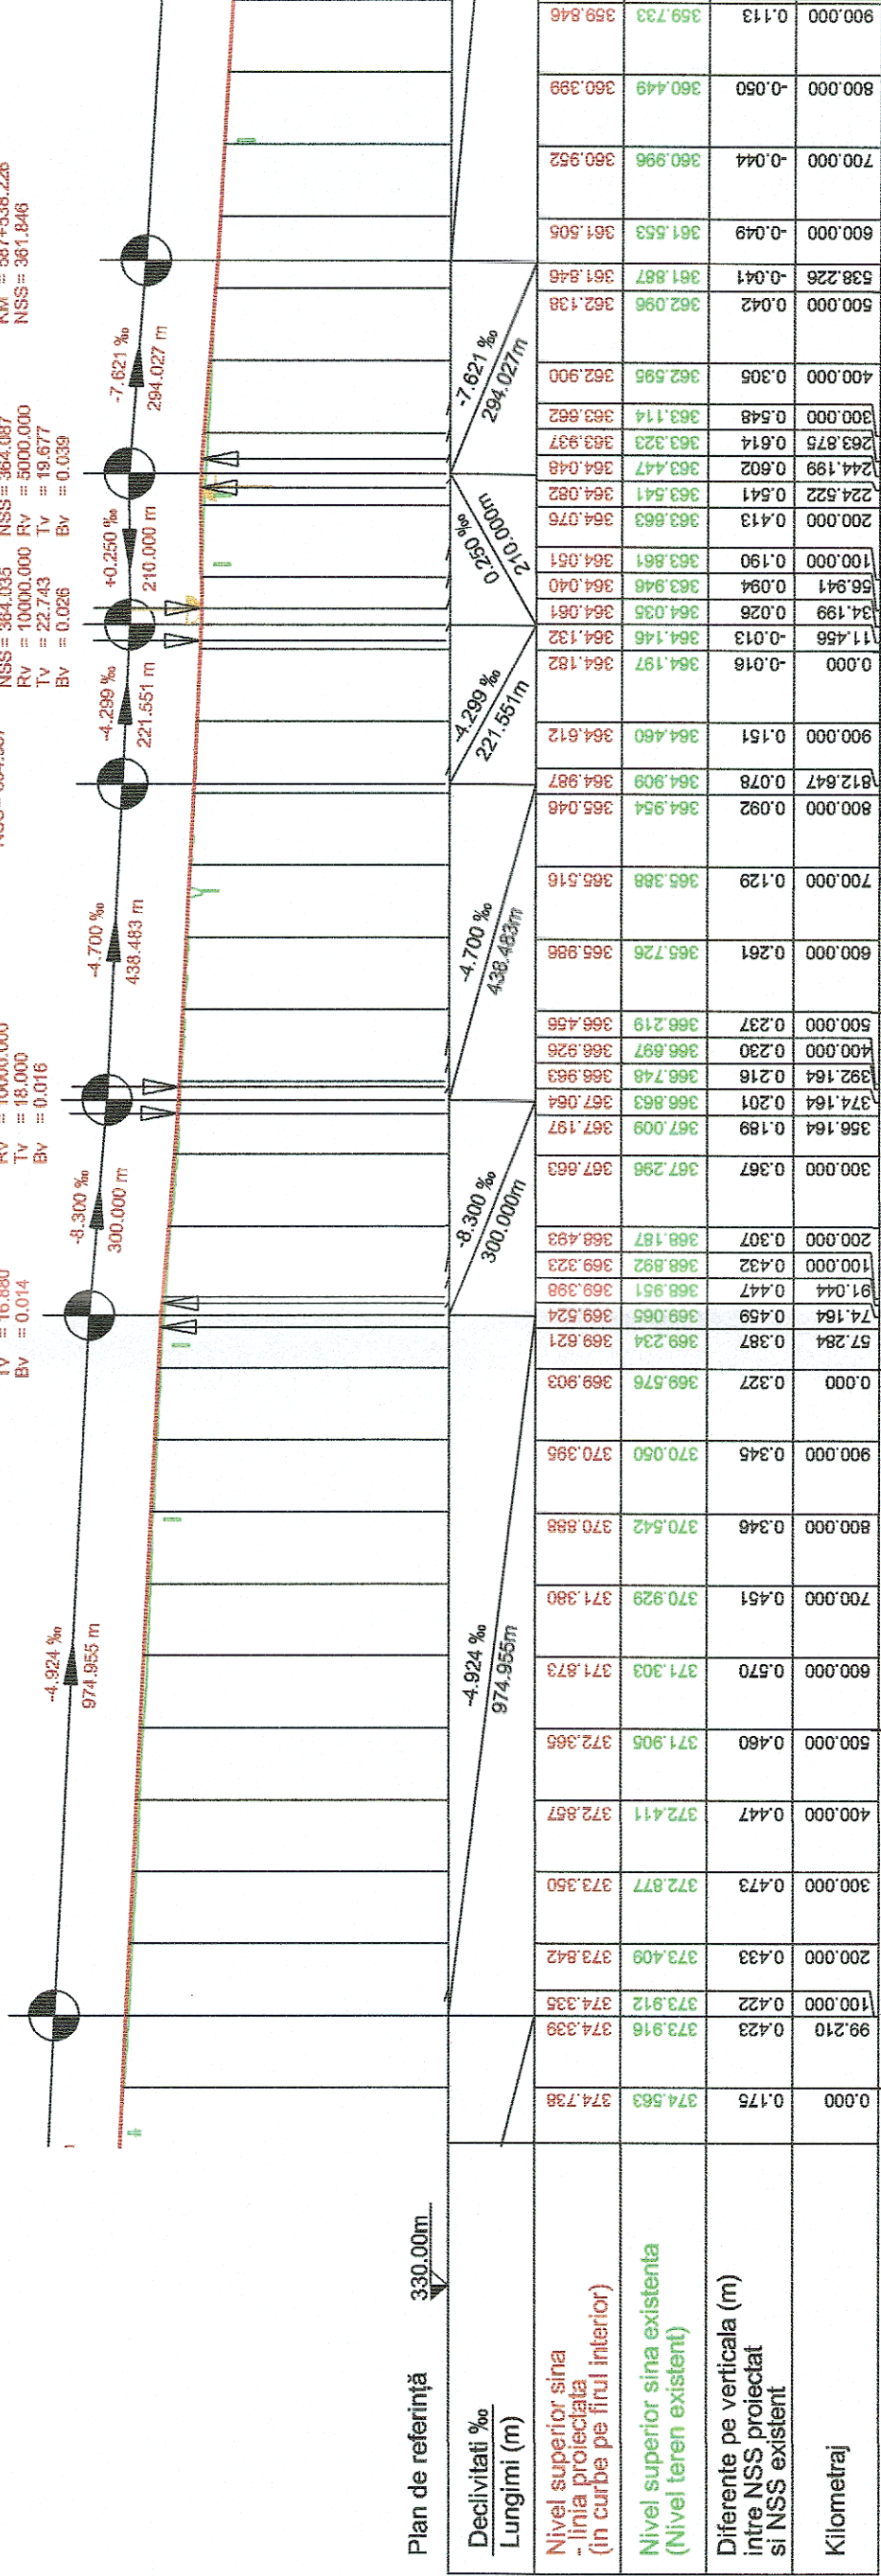 Tv = 16.880
Bv = 0.014
Tv = 18.000
Bv = 0.016
NSS= 364.035
Rv = 10000.000
Tv = 22.743
Bv = 0.026
NSS= 364.087
Rv = 5000.000
Tv = 19.677
Bv = 0.039
KM = 587+538.226
NSS= 361.846
-4.924 ‰
974.955 m
-8.300 ‰
300.000 m
-4.700 ‰
438.483 m
-4.299 ‰
221.551 m
+0.250 ‰
210.000 m
-7.621 ‰
294.027 m
Plan de referință
330.00m
Declivitati ‰
Lungimi (m)
-4.924 ‰
974.955m
-8.300 ‰
300.000m
-4.700 ‰
438.483m
-4.299 ‰
221.551m
0.250 ‰
210.000m
-7.621 ‰
294.027m
Nivel superior sina
- linia proiectata
(in curbe pe firul interior)
374.738 374.339 374.335 373.842 373.350 372.857 372.365 371.873 371.380 370.888 370.395 369.903 369.621 369.524 369.398 369.323 368.493 367.663 367.197 367.064 366.963 366.926 366.456 365.986 365.516 365.046 364.987 364.612 364.182 364.132 364.061 364.040 364.051 364.076 364.082 364.048 363.937 363.662 362.900 362.138 361.846 361.505 360.952 360.399 359.846
Nivel superior sina existenta
(Nivel teren existent)
374.563 373.916 373.912 373.409 372.877 372.411 371.905 371.303 370.929 370.542 370.050 369.576 369.234 369.065 368.951 368.892 368.187 367.296 367.009 366.863 366.748 366.697 366.219 365.726 365.388 364.954 364.909 364.460 364.197 364.146 364.035 363.946 363.861 363.663 363.541 363.447 363.323 363.114 362.595 362.096 361.887 361.553 360.996 360.449 359.733
Diferente pe verticala (m)
intre NSS proiectat
si NSS existent
0.175 0.423 0.422 0.433 0.473 0.447 0.460 0.570 0.451 0.346 0.345 0.327 0.387 0.459 0.447 0.432 0.307 0.367 0.189 0.201 0.216 0.230 0.237 0.261 0.129 0.092 0.078 0.151 -0.016 -0.013 0.026 0.094 0.190 0.413 0.541 0.602 0.614 0.548 0.305 0.042 -0.041 -0.049 -0.044 -0.050 0.113
Kilometraj
0.000 99.210 100.000 200.000 300.000 400.000 500.000 600.000 700.000 800.000 900.000 0.000 57.284 74.164 91.044 100.000 200.000 300.000 356.164 374.164 392.164 400.000 500.000 600.000 700.000 800.000 812.647 900.000 0.000 11.456 34.199 56.941 100.000 200.000 224.522 244.199 263.875 300.000 400.000 500.000 538.226 600.000 700.000 800.000 900.000